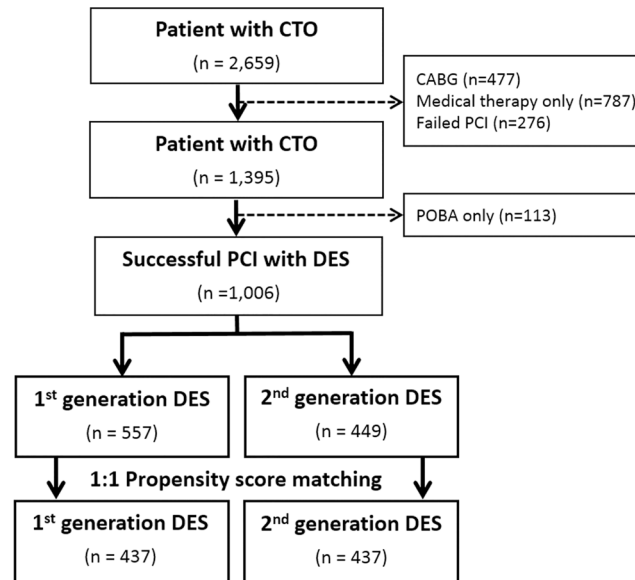 Patient with CTO
(n = 2,659)
CABG (n=477)
Medical therapy only (n=787)
Failed PCI (n=276)
Patient with CTO
(n = 1,395)
POBA only (n=113)
Successful PCI with DES
(n =1,006)
1st generation DES
(n = 557)
2nd generation DES
(n = 449)
1:1 Propensity score matching
1st generation DES
(n = 437)
2nd generation DES
(n = 437)